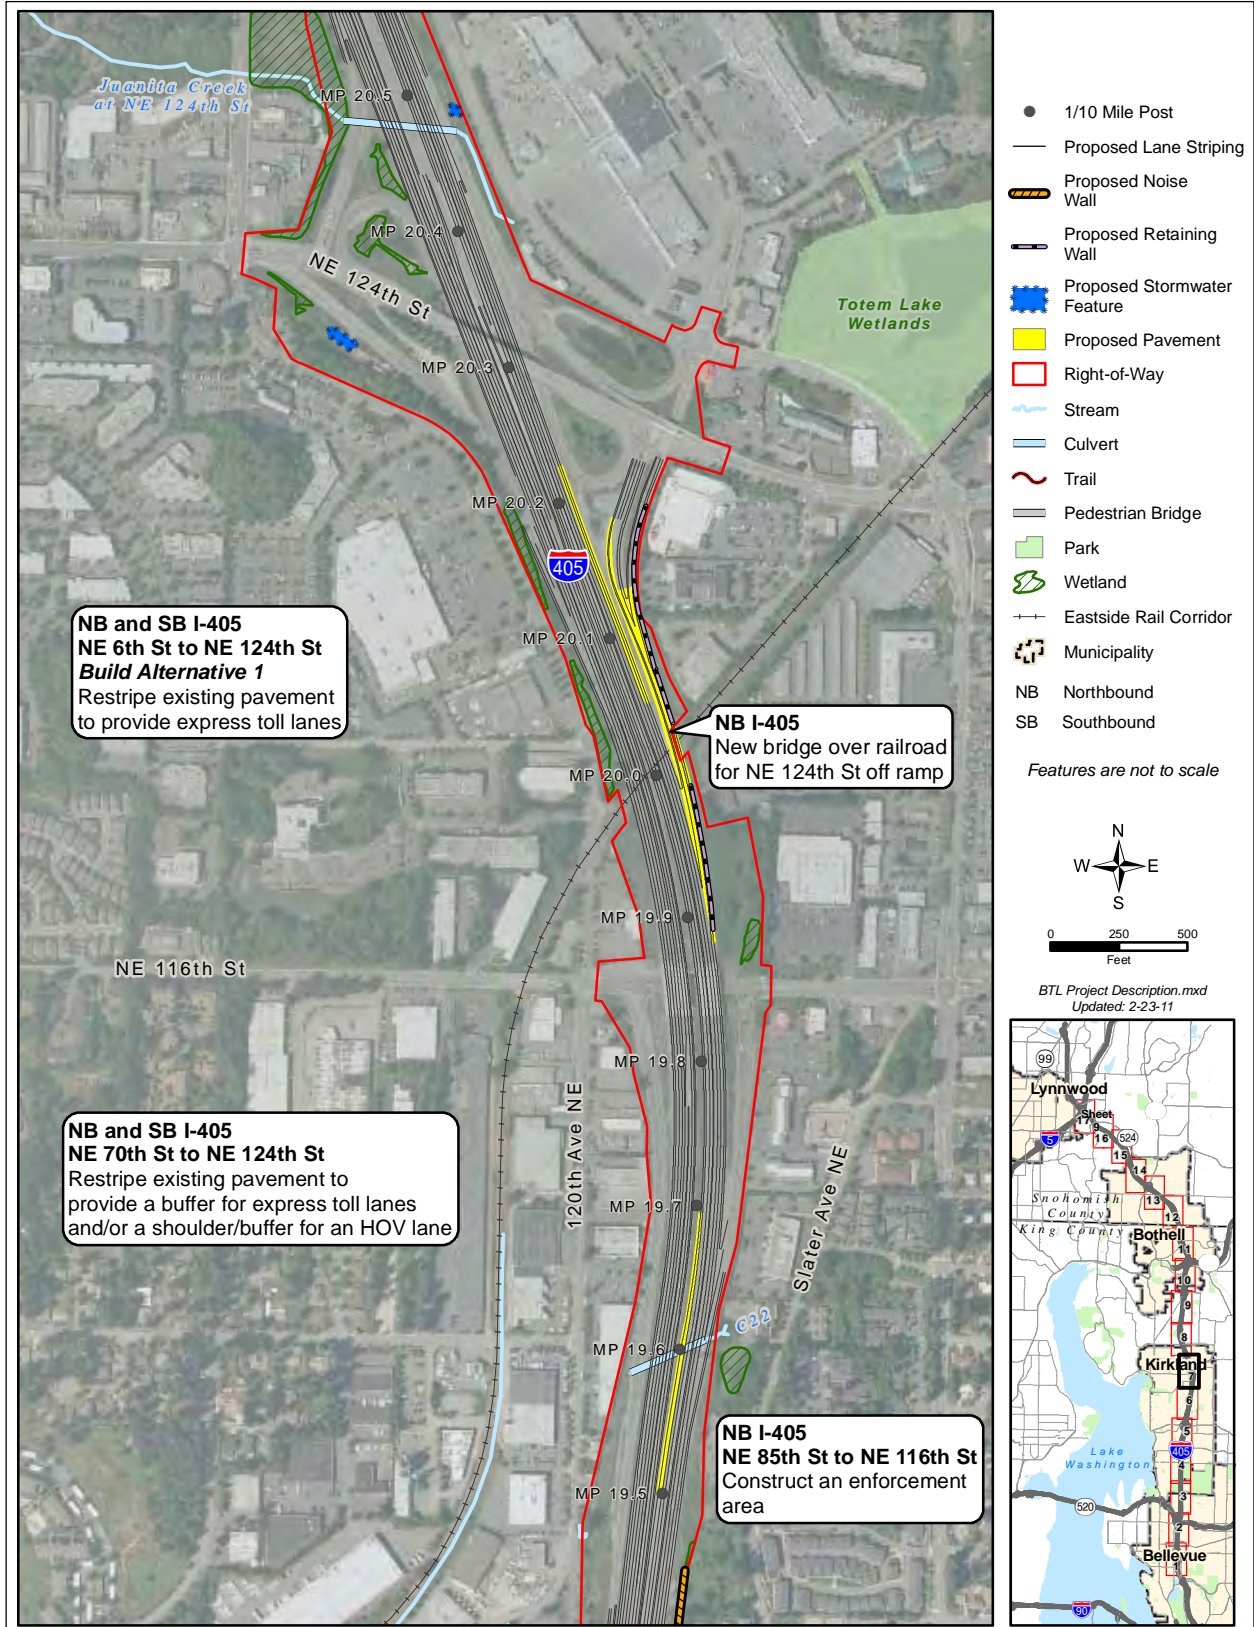 Juanita Creek
at NE 124th St
MP 20.5
MP 20.4
NE 124th St
Totem Lake
Wetlands
MP 20.3
MP 20.2
405
MP 20.1
NB and SB I-405
NE 6th St to NE 124th St
Build Alternative 1
Restripe existing pavement
to provide express toll lanes
NB I-405
New bridge over railroad
for NE 124th St off ramp
MP 20.0
MP 19.9
NE 116th St
MP 19.8
120th Ave NE
NB and SB I-405
NE 70th St to NE 124th St
Restripe existing pavement to
provide a buffer for express toll lanes
and/or a shoulder/buffer for an HOV lane
MP 19.7
Slater Ave NE
C22
MP 19.6
NB I-405
NE 85th St to NE 116th St
Construct an enforcement
area
MP 19.5
1/10 Mile Post
Proposed Lane Striping
Proposed Noise
Wall
Proposed Retaining
Wall
Proposed Stormwater
Feature
Proposed Pavement
Right-of-Way
Stream
Culvert
Trail
Pedestrian Bridge
Park
Wetland
Eastside Rail Corridor
Municipality
NB Northbound
SB Southbound
Features are not to scale
N
W E
S
0 250 500
Feet
BTL Project Description.mxd
Updated: 2-23-11
99
Lynnwood
Sheet
17
9
5
16
524
15
14
Snohomish
County
13
King County
12
Bothell
11
10
9
8
Kirkland
7
6
5
Lake
Washington
405
4
3
520
2
Bellevue
1
90